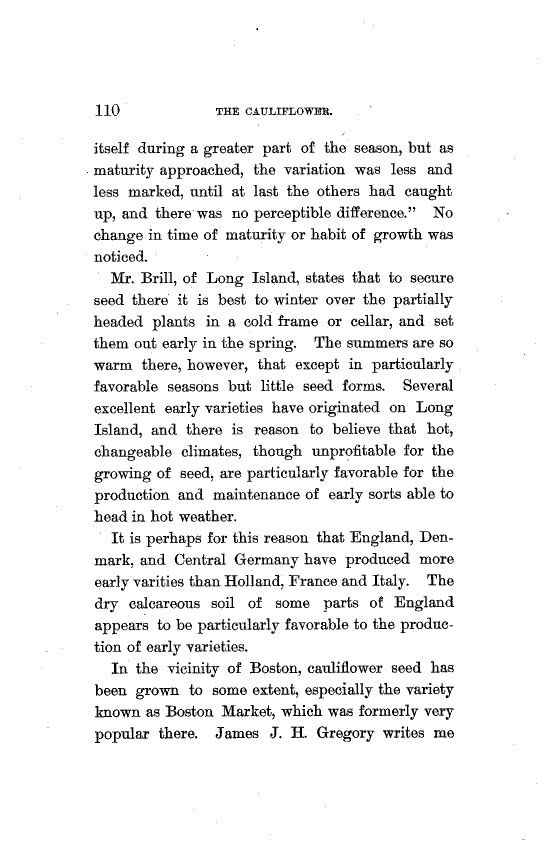 110 THE CAULIFLOWER.
itself during a greater part of the season, but as
maturity approached, the variation was less and
less marked, until at last the others had caught
up, and there was no perceptible difference." No
change in time of maturity or habit of growth was
noticed.
Mr. Brill, of Long Island, states that to secure
seed there it is best to winter over the partially
headed plants in a cold frame or cellar, and set
them out early in the spring. The summers are so
warm there, however, that except in particularly
favorable seasons but little seed forms. Several
excellent early varieties have originated on Long
Island, and there is reason to believe that hot,
changeable climates, though unprofitable for the
growing of seed, are particularly favorable for the
production and maintenance of early sorts able to
head in hot weather.
It is perhaps for this reason that England, Den-
mark, and Central Germany have produced more
early varities than Holland, France and Italy. The
dry calcareous soil of some parts of England
appears to be particularly favorable to the produc-
tion of early varieties.
In the vicinity of Boston, cauliflower seed has
been grown to some extent, especially the variety
known as Boston Market, which was formerly very
popular there. James J. H. Gregory writes me